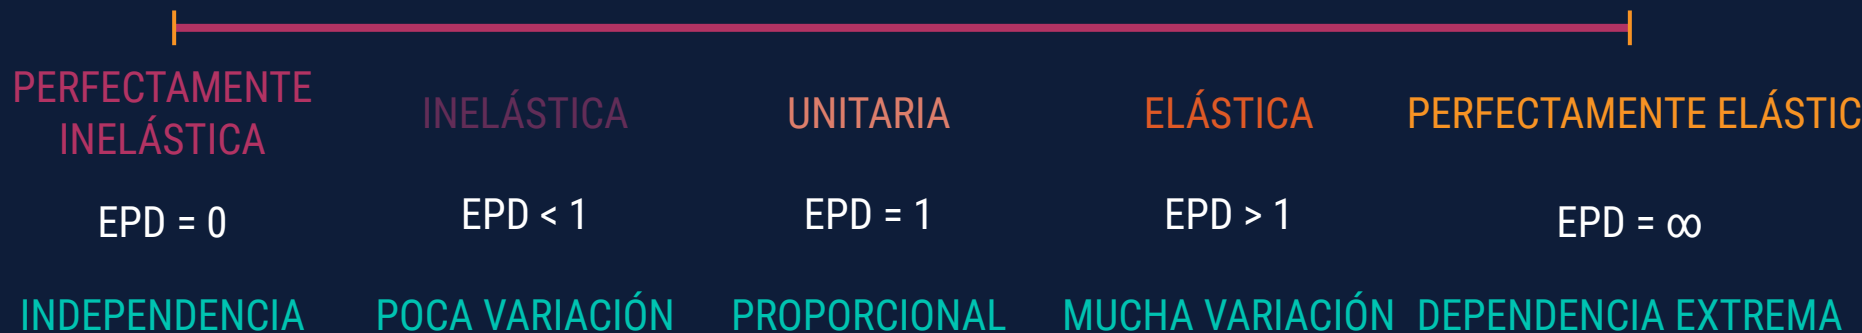 PERFECTAMENTE
INELÁSTICA
INELÁSTICA
UNITARIA
ELÁSTICA
PERFECTAMENTE ELÁSTIC
EPD = 0
EPD < 1
EPD = 1
EPD > 1
EPD = ∞
INDEPENDENCIA
POCA VARIACIÓN
PROPORCIONAL
MUCHA VARIACIÓN
DEPENDENCIA EXTREMA